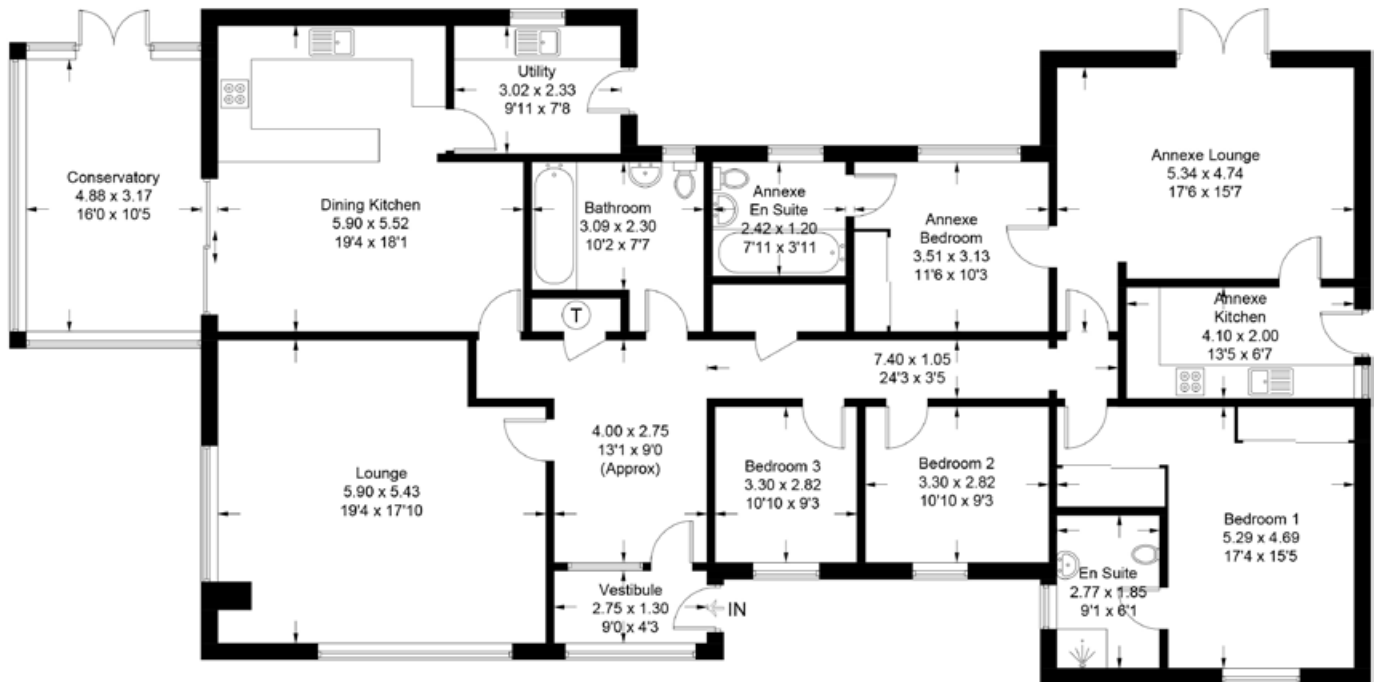 Utility
3.02 x 2.33
9'11 x 7'8
Conservatory
4.88 x 3.17
16'0 x 10'5
Dining Kitchen
5.90 x 5.52
19'4 x 18'1
Bathroom
3.09 x 2.30
10'2 x 7'7
Annexe
En Suite
2.42 x 1.20
7'11 x 3'11
Annexe
Bedroom
3.51 x 3.13
11'6 x 10'3
Annexe Lounge
5.34 x 4.74
17'6 x 15'7
T
Annexe
Kitchen
4.10 x 2.00
13'5 x 6'7
7.40 x 1.05
24'3 x 3'5
Lounge
5.90 x 5.43
19'4 x 17'10
4.00 x 2.75
13'1 x 9'0
(Approx)
Bedroom 3
3.30 x 2.82
10'10 x 9'3
Bedroom 2
3.30 x 2.82
10'10 x 9'3
Bedroom 1
5.29 x 4.69
17'4 x 15'5
En Suite
2.77 x 1.85
9'1 x 6'1
Vestibule
2.75 x 1.30
9'0 x 4'3
IN